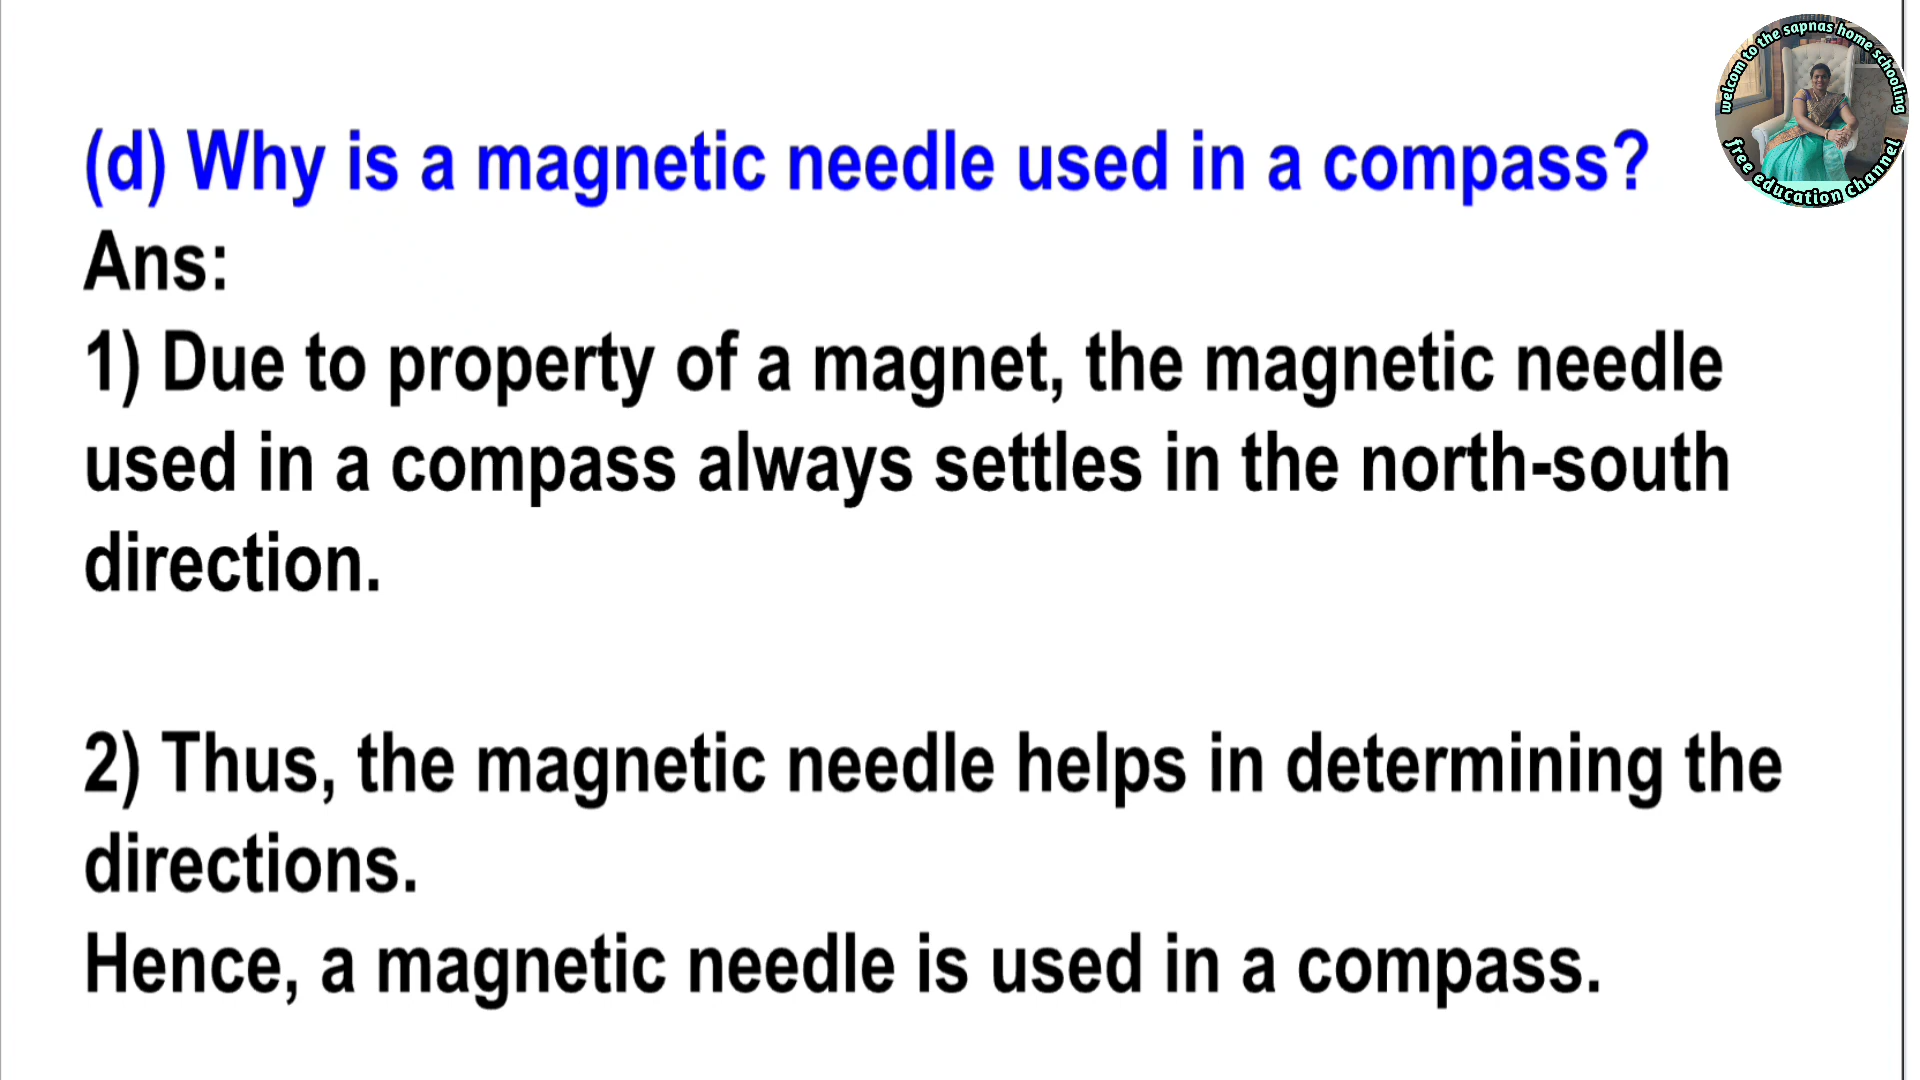 welcom to the sapnas home schooling
free education channel
(d) Why is a magnetic needle used in a compass?
Ans:
1) Due to property of a magnet, the magnetic needle
used in a compass always settles in the north-south
direction.
2) Thus, the magnetic needle helps in determining the
directions.
Hence, a magnetic needle is used in a compass.